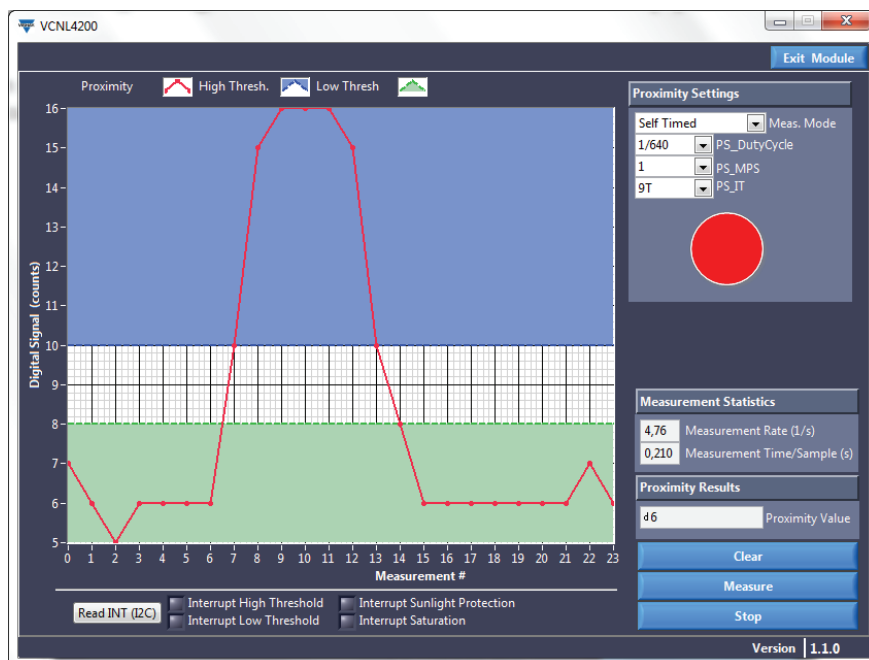 VCNL4200
Exit Module
Proximity High Thresh. Low Thresh
16
15
14
13
12
11
10
9
8
7
6
5
Digital Signal (counts)
0 1 2 3 4 5 6 7 8 9 10 11 12 13 14 15 16 17 18 19 20 21 22 23
Measurement #
Read INT (I2C)
Interrupt High Threshold Interrupt Sunlight Protection
Interrupt Low Threshold Interrupt Saturation
Proximity Settings
Self Timed Meas. Mode
1/640 PS_DutyCycle
1 PS_MPS
9T PS_IT
Measurement Statistics
4,76 Measurement Rate (1/s)
0,210 Measurement Time/Sample (s)
Proximity Results
d6 Proximity Value
Clear
Measure
Stop
Version 1.1.0